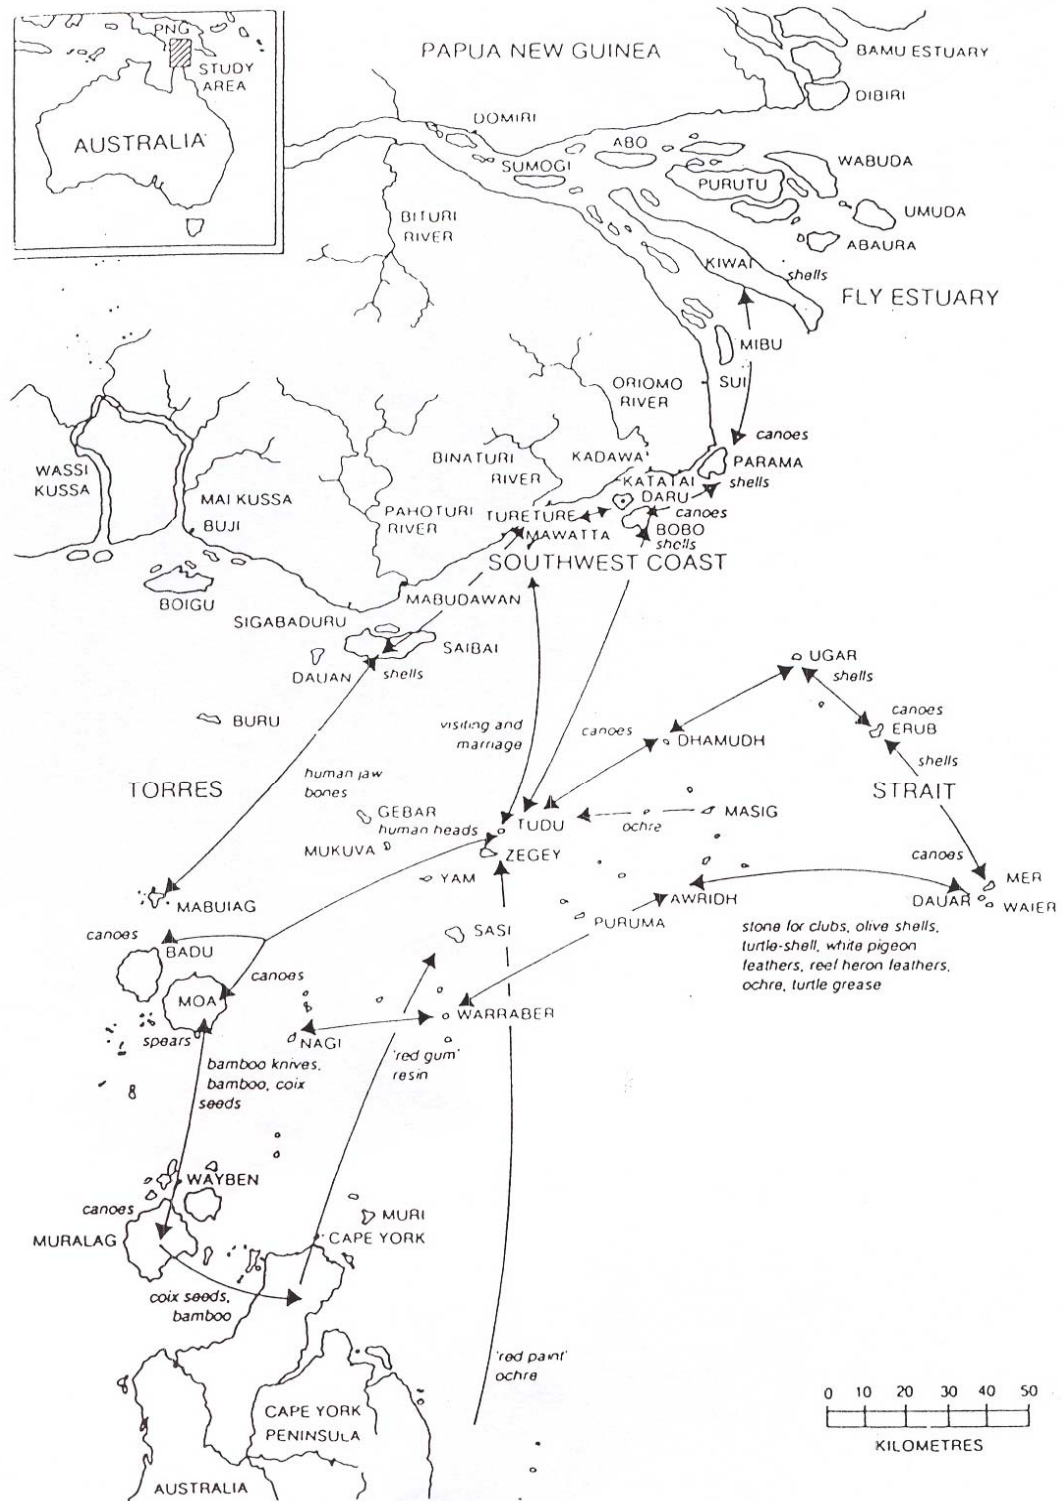 PNG
STUDY
AREA
AUSTRALIA
PAPUA NEW GUINEA
BAMU ESTUARY
DIBIRI
DOMIRI
SUMOGI
ABO
WABUDA
PURUTU
UMUDA
ABAURA
BITURI
RIVER
KIWAI
shells
FLY ESTUARY
MIBU
SUI
ORIOMO
RIVER
canoes
PARAMA
shells
WASSI
KUSSA
MAI KUSSA
BUJI
BINATURI
RIVER
KADAWA
KATATAI
DARU
canoes
PAHOTURI
RIVER
TURETURE
MAWATTA
BOBO
shells
SOUTHWEST COAST
BOIGU
MABUDAWAN
SIGABADURU
SAIBAI
DAUAN
shells
UGAR
shells
BURU
visiting and
marriage
canoes
DHAMUDH
canoes
ERUB
shells
TORRES
human jaw
bones
STRAIT
GEBAR
human heads
MUKUVA
TUDU
ochre
MASIG
ZEGEY
YAM
canoes
MER
DAUAR
WAIER
MABUIAG
AWRIDH
PURUMA
stone for clubs, olive shells,
turtle-shell, white pigeon
feathers, reel heron feathers,
ochre, turtle grease
canoes
BADU
SASI
canoes
MOA
spears
NAGI
WARRABER
'red gum'
resin
bamboo knives,
bamboo, coix
seeds
WAYBEN
canoes
MURALAG
MURI
CAPE YORK
coix seeds,
bamboo
'red paint'
ochre
CAPE YORK
PENINSULA
AUSTRALIA
0 10 20 30 40 50
KILOMETRES